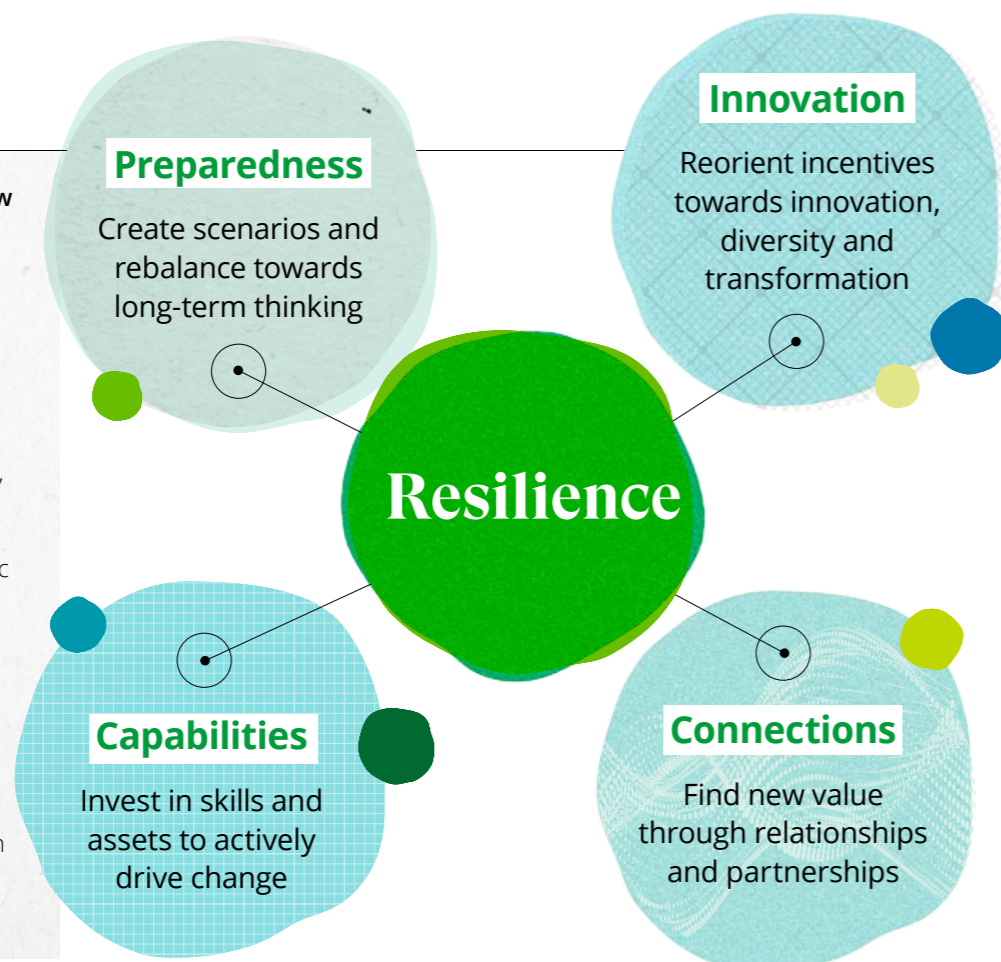 Preparedness
Create scenarios and
rebalance towards
long-term thinking
Innovation
Reorient incentives
towards innovation,
diversity and
transformation
Resilience
Capabilities
Invest in skills and
assets to actively
drive change
Connections
Find new value
through relationships
and partnerships